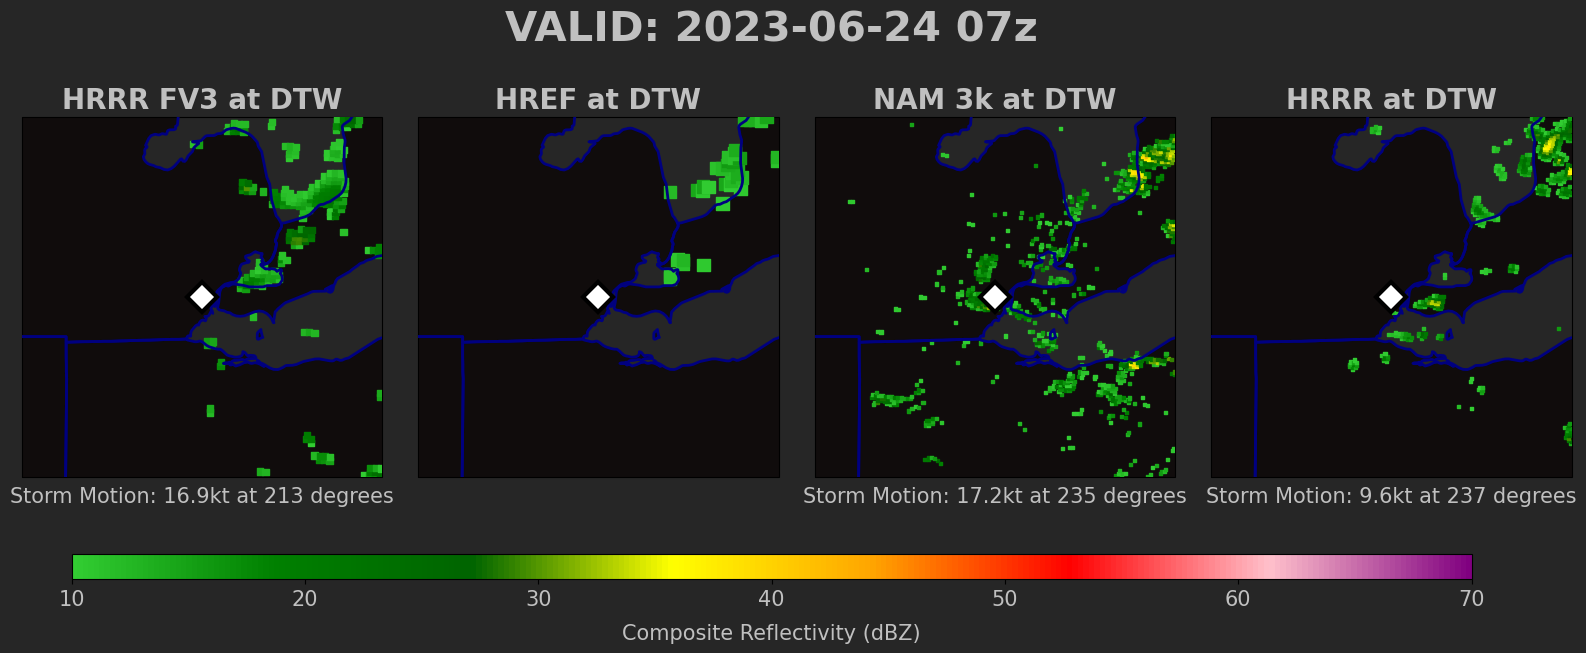 VALID: 2023-06-24 07z
HRRR FV3 at DTW
HREF at DTW
NAM 3k at DTW
HRRR at DTW
Storm Motion: 16.9kt at 213 degrees
Storm Motion: 17.2kt at 235 degrees
Storm Motion: 9.6kt at 237 degrees
10 20 30 40 50 60 70
Composite Reflectivity (dBZ)